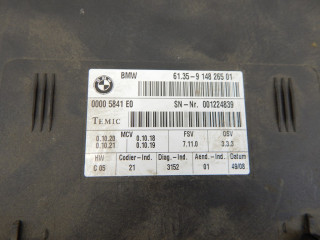 BMW 61.35-9 148 265 01
0000 5841 E0 SN-Nr. 001224839
TEMIC
MCV FSV OSV
0.10.20 0.10.18
0.10.21 0.10.19 7.11.0 3.3.3
HW Codier-Ind. Diag.-Ind. Aend.-Ind. Datum
C 05 21 3152 01 49/08